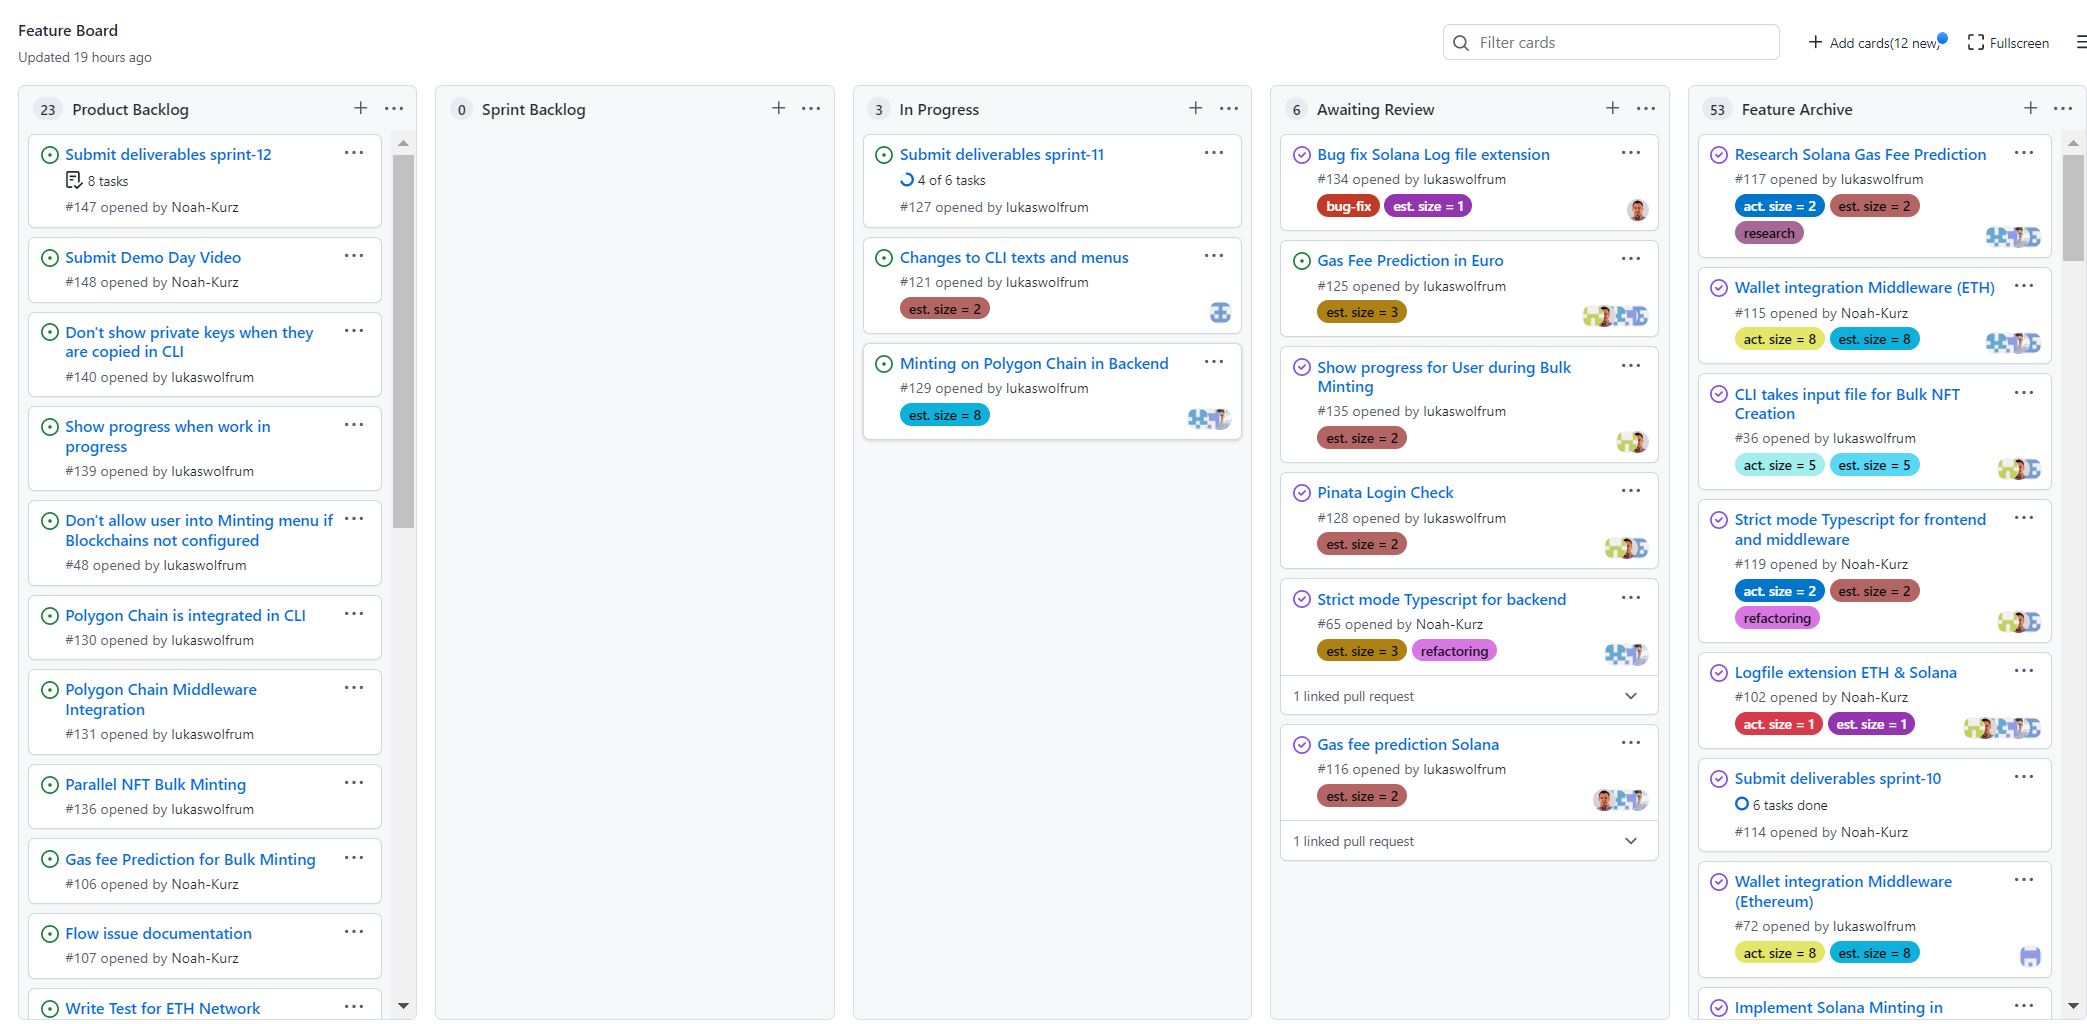 Feature Board
Updated 19 hours ago
Filter cards
Add cards(12 new)
Fullscreen
23 Product Backlog
Submit deliverables sprint-12
8 tasks
#147 opened by Noah-Kurz
Submit Demo Day Video
#148 opened by Noah-Kurz
Don't show private keys when they
are copied in CLI
#140 opened by lukaswolfrum
Show progress when work in
progress
#139 opened by lukaswolfrum
Don't allow user into Minting menu if
Blockchains not configured
#48 opened by lukaswolfrum
Polygon Chain is integrated in CLI
#130 opened by lukaswolfrum
Polygon Chain Middleware
Integration
#131 opened by lukaswolfrum
Parallel NFT Bulk Minting
#136 opened by lukaswolfrum
Gas fee Prediction for Bulk Minting
#106 opened by Noah-Kurz
Flow issue documentation
#107 opened by Noah-Kurz
Write Test for ETH Network
0 Sprint Backlog
3 In Progress
Submit deliverables sprint-11
4 of 6 tasks
#127 opened by lukaswolfrum
Changes to CLI texts and menus
#121 opened by lukaswolfrum
est. size = 2
Minting on Polygon Chain in Backend
#129 opened by lukaswolfrum
est. size = 8
6 Awaiting Review
Bug fix Solana Log file extension
#134 opened by lukaswolfrum
bug-fix est. size = 1
Gas Fee Prediction in Euro
#125 opened by lukaswolfrum
est. size = 3
Show progress for User during Bulk
Minting
#135 opened by lukaswolfrum
est. size = 2
Pinata Login Check
#128 opened by lukaswolfrum
est. size = 2
Strict mode Typescript for backend
#65 opened by Noah-Kurz
est. size = 3 refactoring
1 linked pull request
Gas fee prediction Solana
#116 opened by lukaswolfrum
est. size = 2
1 linked pull request
53 Feature Archive
Research Solana Gas Fee Prediction
#117 opened by lukaswolfrum
act. size = 2 est. size = 2
research
Wallet integration Middleware (ETH)
#115 opened by Noah-Kurz
act. size = 8 est. size = 8
CLI takes input file for Bulk NFT
Creation
#36 opened by lukaswolfrum
act. size = 5 est. size = 5
Strict mode Typescript for frontend
and middleware
#119 opened by Noah-Kurz
act. size = 2 est. size = 2
refactoring
Logfile extension ETH & Solana
#102 opened by Noah-Kurz
act. size = 1 est. size = 1
Submit deliverables sprint-10
6 tasks done
#114 opened by Noah-Kurz
Wallet integration Middleware
(Ethereum)
#72 opened by lukaswolfrum
act. size = 8 est. size = 8
Implement Solana Minting in